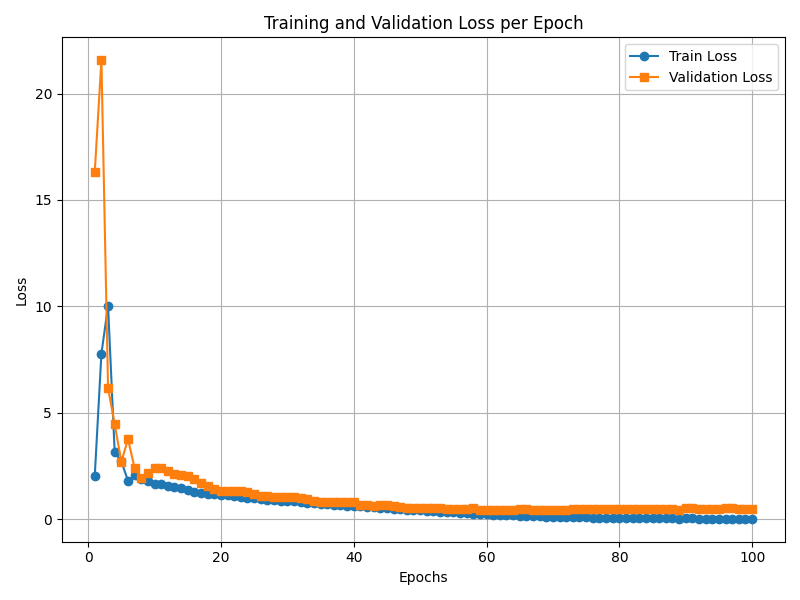 Training and Validation Loss per Epoch
Train Loss
Validation Loss
Loss
20
15
10
5
0
0 20 40 60 80 100
Epochs